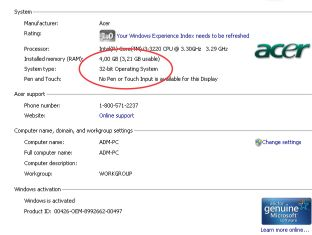 System
Manufacturer: Acer
Rating: 3,0 Your Windows Experience Index needs to be refreshed
Processor: Intel(R) Core(TM) i3-3220 CPU @ 3.30GHz 3.29 GHz
Installed memory (RAM): 4,00 GB (3,21 GB usable)
System type: 32-bit Operating System
Pen and Touch: No Pen or Touch Input is available for this Display
acer
Acer support
Phone number: 1-800-571-2237
Website: Online support
Computer name, domain, and workgroup settings
Computer name: ADM-PC
Change settings
Full computer name: ADM-PC
Computer description:
Workgroup: WORKGROUP
Windows activation
Windows is activated
Product ID: 00426-OEM-8992662-00497
ask for
genuine
Microsoft
software
Learn more online...